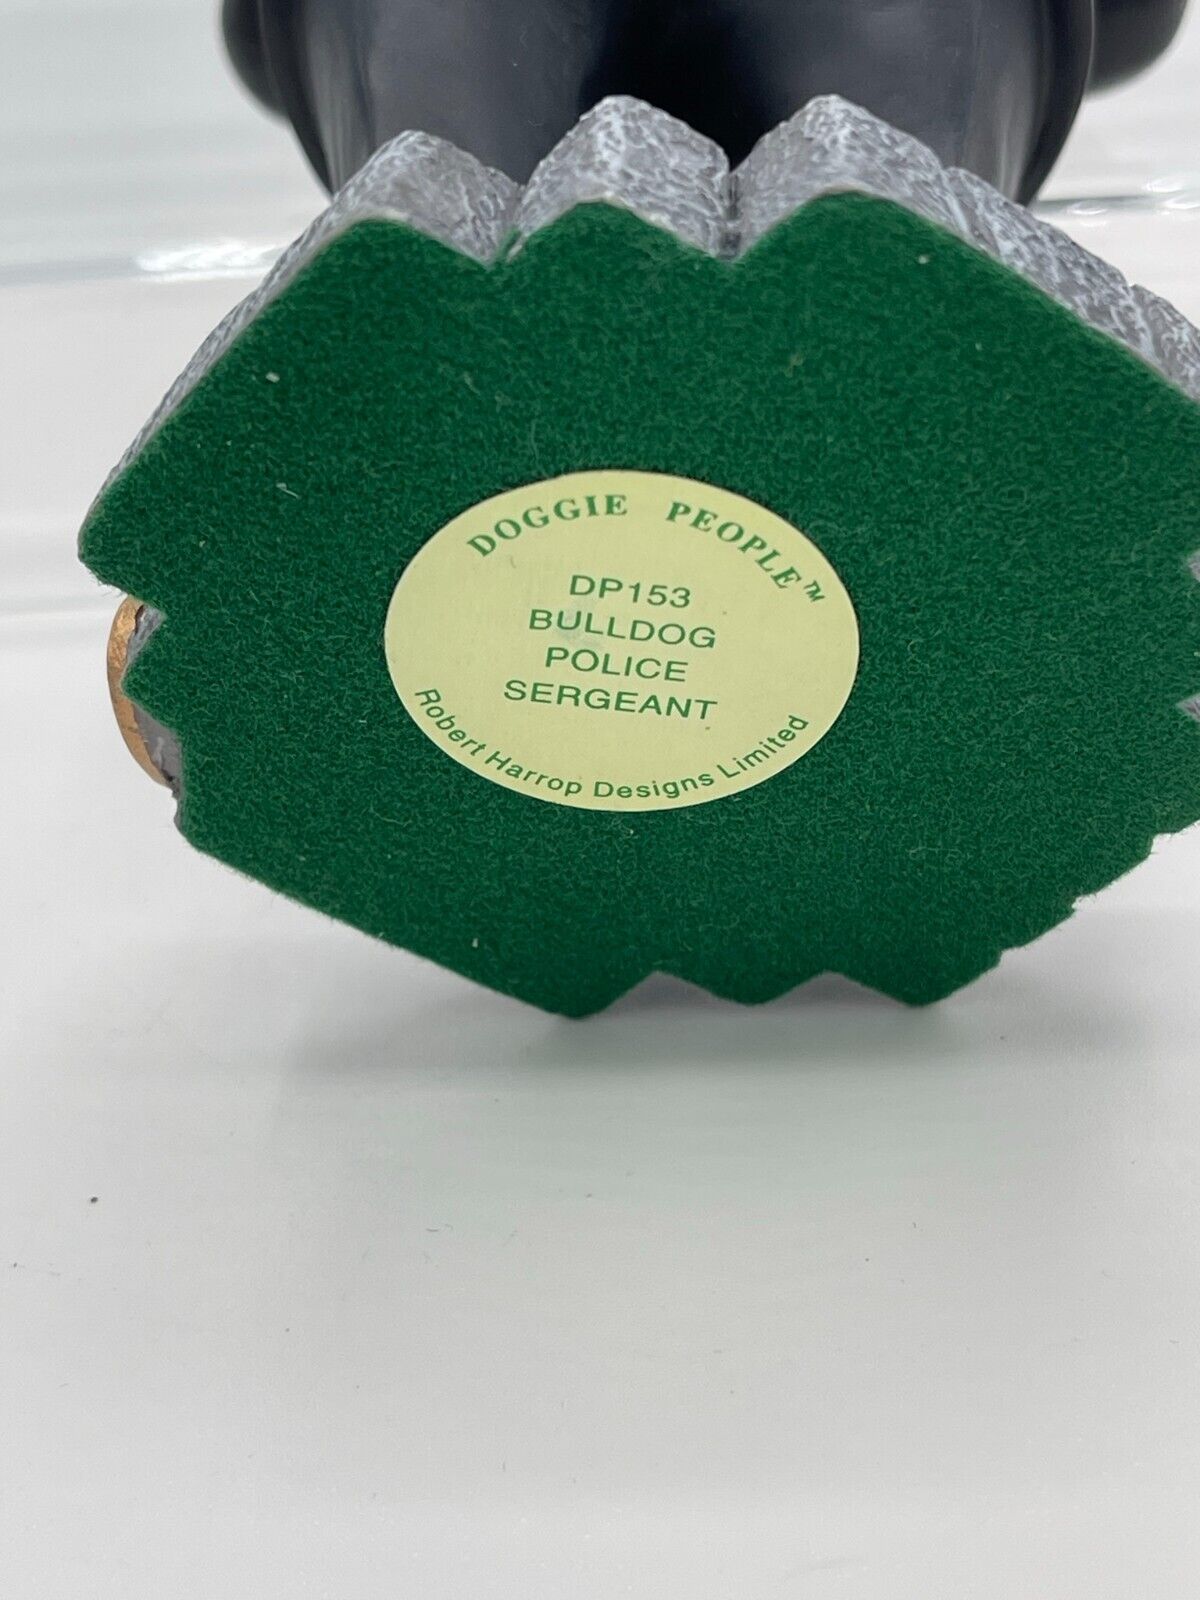 DOGGIE PEOPLE™
DP153
BULLDOG
POLICE
SERGEANT
Robert Harrop Designs Limited